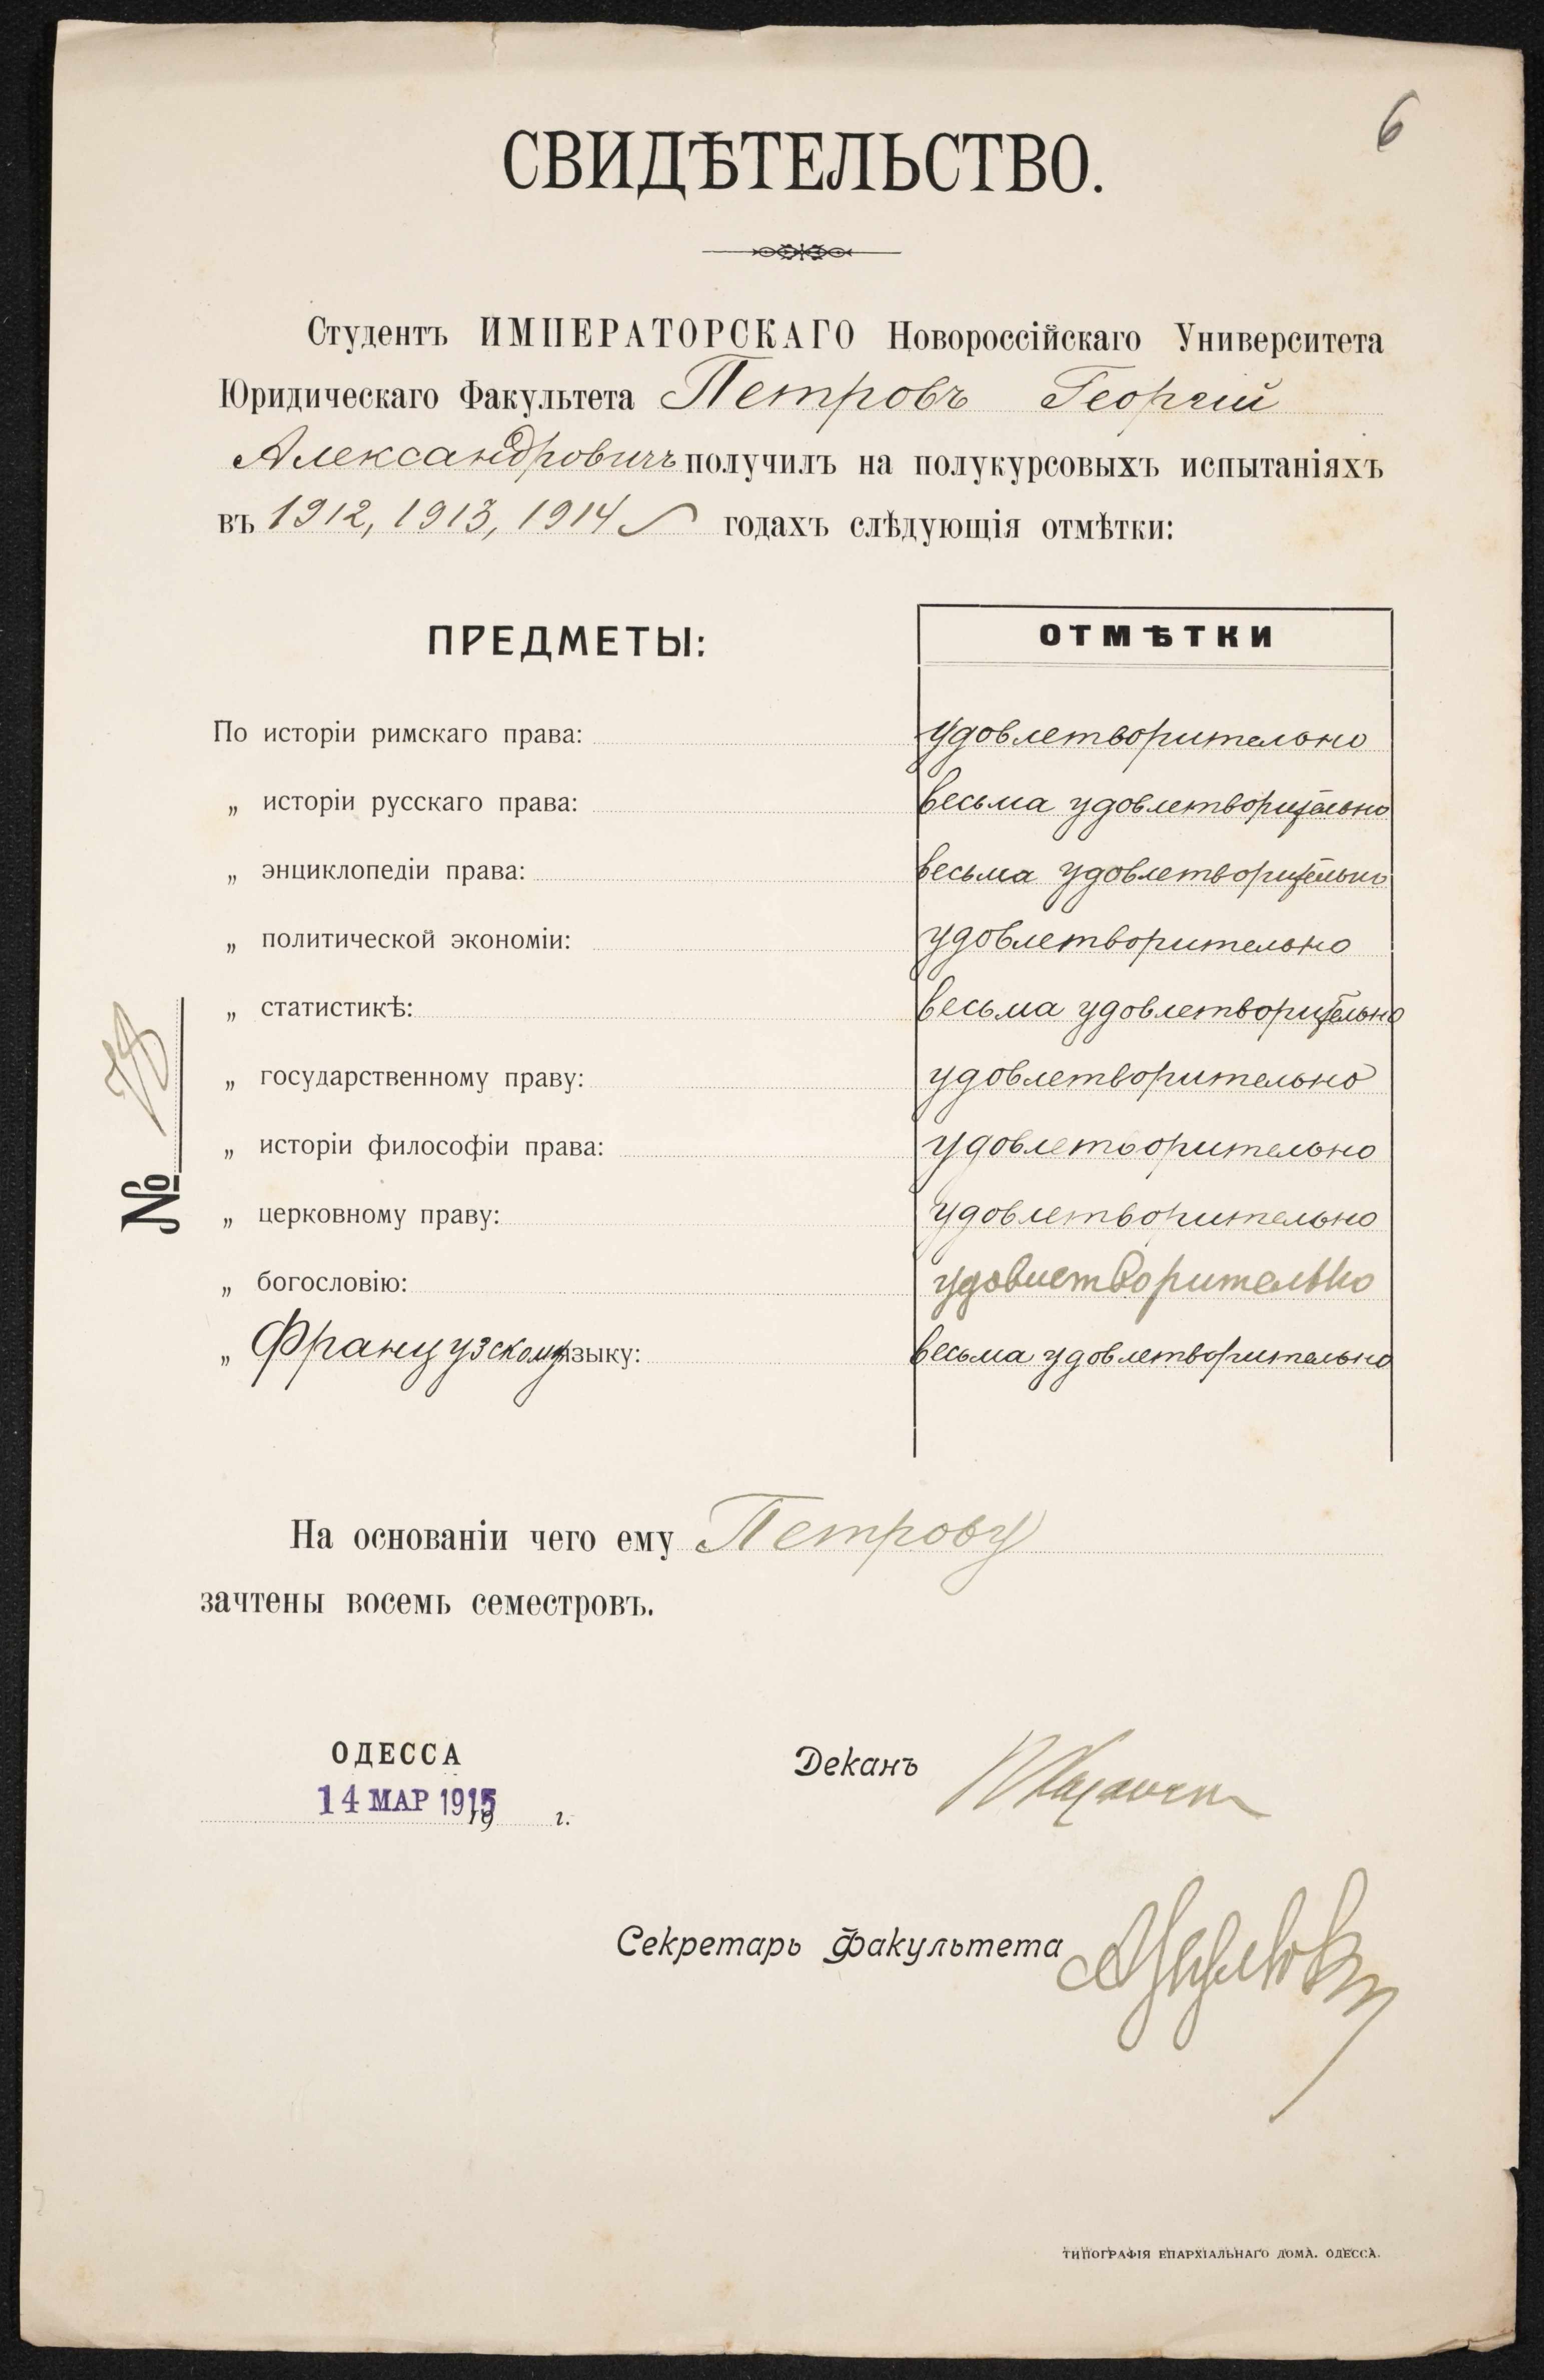 6
СВИДѢТЕЛЬСТВО.
Студентъ ИМПЕРАТОРСКАГО Новороссійскаго Университета
Юридическаго Факультета Петровъ Георгій
Александровичъ получилъ на полукурсовыхъ испытаніяхъ
въ 1912, 1913, 1914 годахъ слѣдующія отмѣтки:
ПРЕДМЕТЫ: ОТМѢТКИ
По исторіи римскаго права: удовлетворительно
„ исторіи русскаго права: весьма удовлетворительно
„ энциклопедіи права: весьма удовлетворительно
„ политической экономіи: удовлетворительно
„ статистикѣ: весьма удовлетворительно
„ государственному праву: удовлетворительно
„ исторіи философіи права: удовлетворительно
„ церковному праву: удовлетворительно
„ богословію: удовлетворительно
„ Французскому языку: весьма удовлетворительно
№
На основаніи чего ему Петрову
зачтены восемь семестровъ.
ОДЕССА
14 МАР 1915
19 г.
Деканъ
Секретарь Факультета
ТИПОГРАФІЯ ЕПАРХІАЛЬНАГО ДОМА. ОДЕССА.